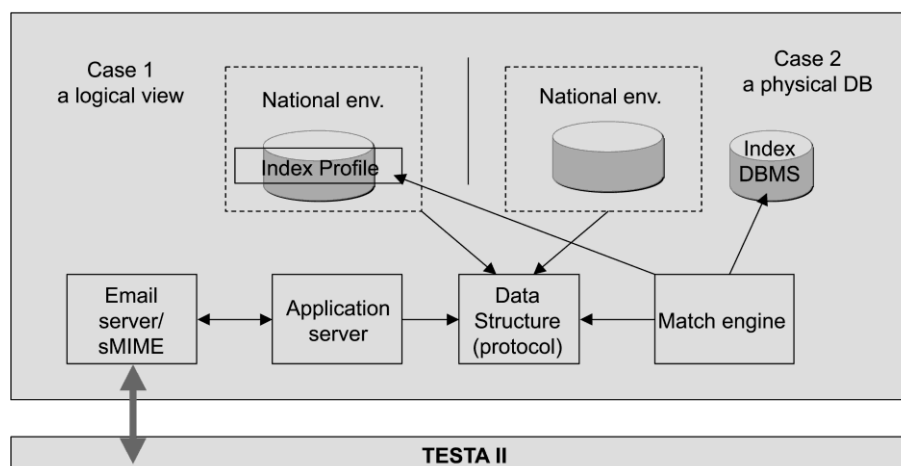 Case 1
a logical view
National env.
Index Profile
National env.
Case 2
a physical DB
Index
DBMS
Email
server/
sMIME
Application
server
Data
Structure
(protocol)
Match engine
TESTA II